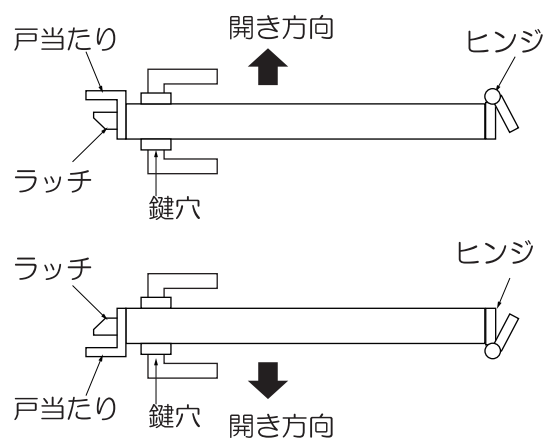 開き方向
戸当たり
ヒンジ
ラッチ
鍵穴
ラッチ
ヒンジ
戸当たり
鍵穴
開き方向